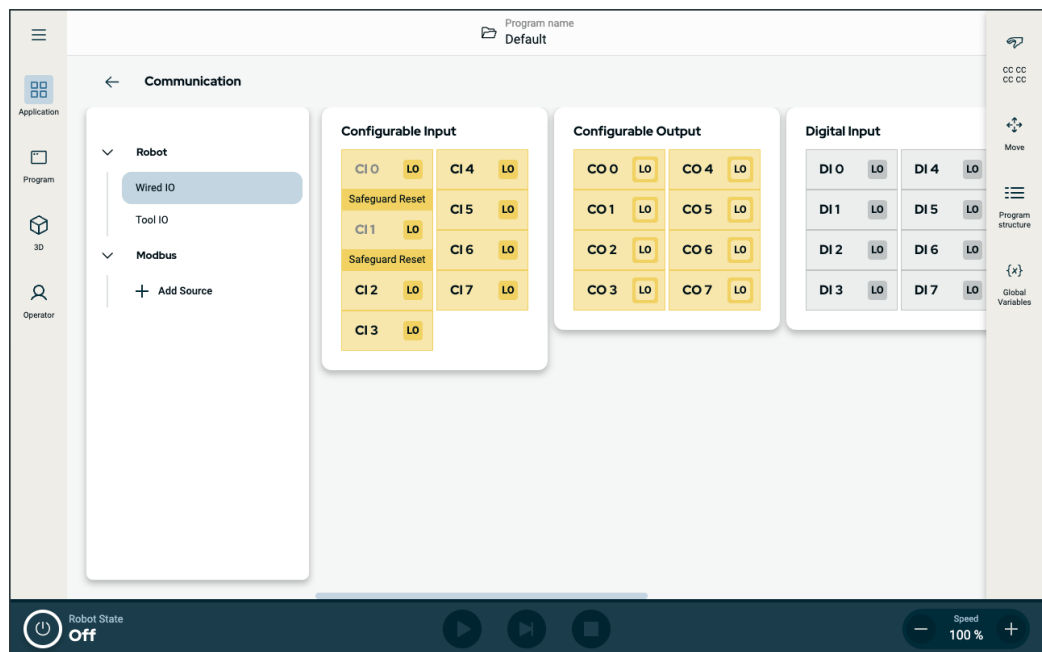 Program name
Default
Application
Program
3D
Operator
Communication
Robot
Wired IO
Tool IO
Modbus
Add Source
Configurable Input
CI 0 LO CI 4 LO
Safeguard Reset
CI 5 LO
CI 1 LO
CI 6 LO
Safeguard Reset
CI 2 LO CI 7 LO
CI 3 LO
Configurable Output
CO 0 LO CO 4 LO
CO 1 LO CO 5 LO
CO 2 LO CO 6 LO
CO 3 LO CO 7 LO
Digital Input
DI 0 LO DI 4 LO
DI 1 LO DI 5 LO
DI 2 LO DI 6 LO
DI 3 LO DI 7 LO
CC CC
CC CC
Move
Program
structure
{x}
Global
Variables
Robot State
Off
Speed
100 %